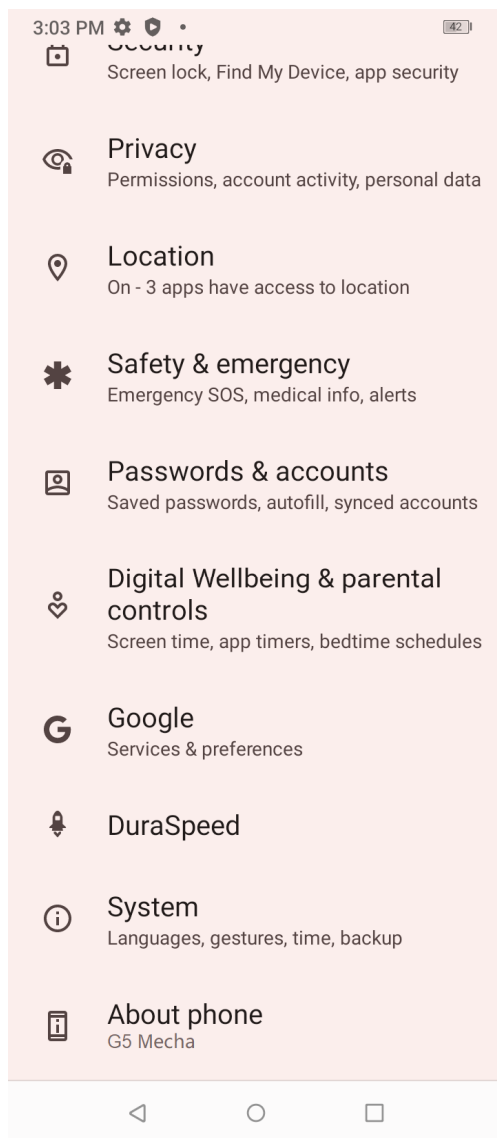 3:03 PM
42
Security
Screen lock, Find My Device, app security
Privacy
Permissions, account activity, personal data
Location
On - 3 apps have access to location
Safety & emergency
Emergency SOS, medical info, alerts
Passwords & accounts
Saved passwords, autofill, synced accounts
Digital Wellbeing & parental
controls
Screen time, app timers, bedtime schedules
Google
Services & preferences
DuraSpeed
System
Languages, gestures, time, backup
About phone
G5 Mecha